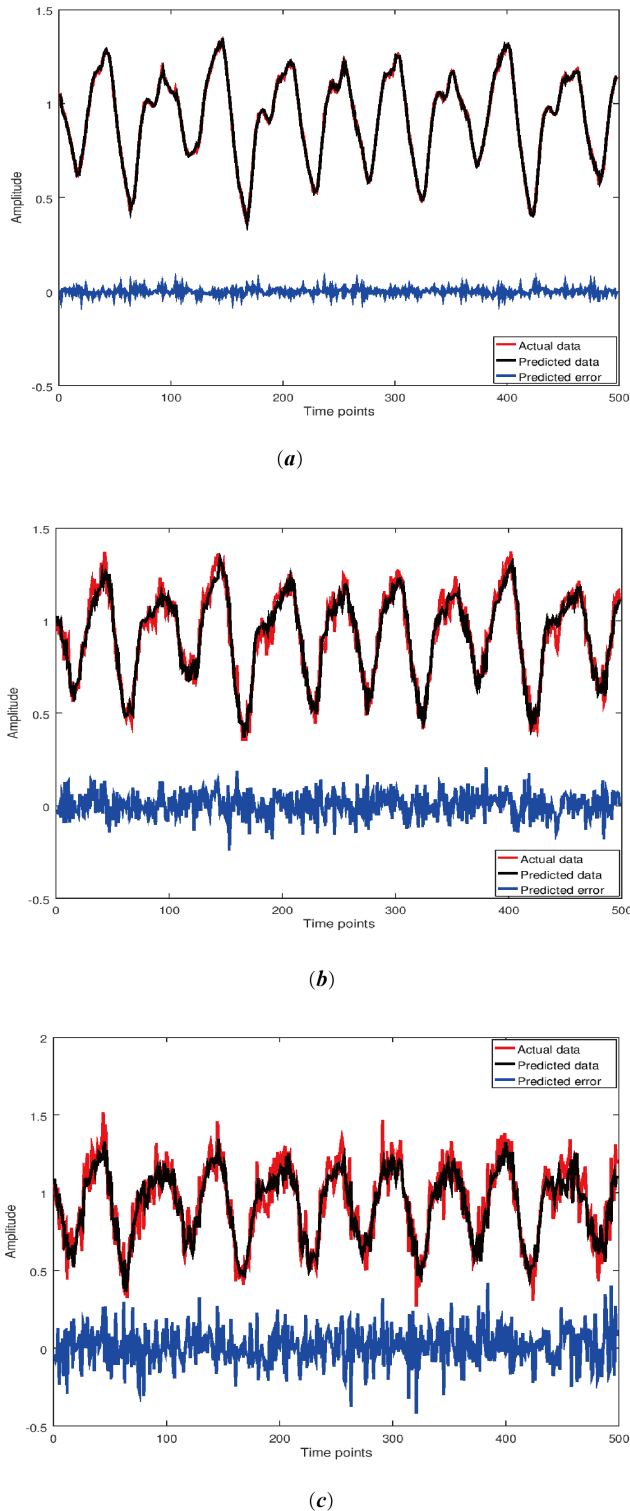 1.5
1
0.5
0
-0.5
Amplitude
0
100
200
300
400
500
Time points
Actual data
Predicted data
Predicted error
(a)
1.5
1
0.5
0
-0.5
Amplitude
0
100
200
300
400
500
Time points
Actual data
Predicted data
Predicted error
(b)
2
1.5
1
0.5
0
-0.5
Amplitude
0
100
200
300
400
500
Time points
Actual data
Predicted data
Predicted error
(c)